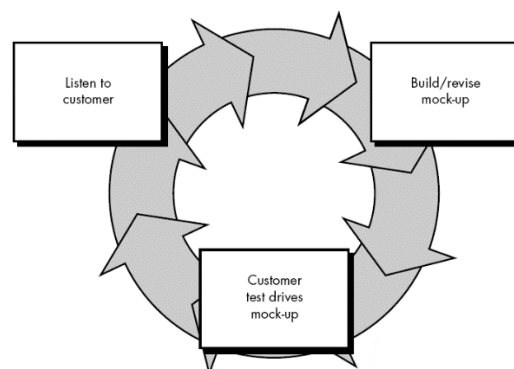 Listen to
customer
Build/revise
mock-up
Customer
test drives
mock-up